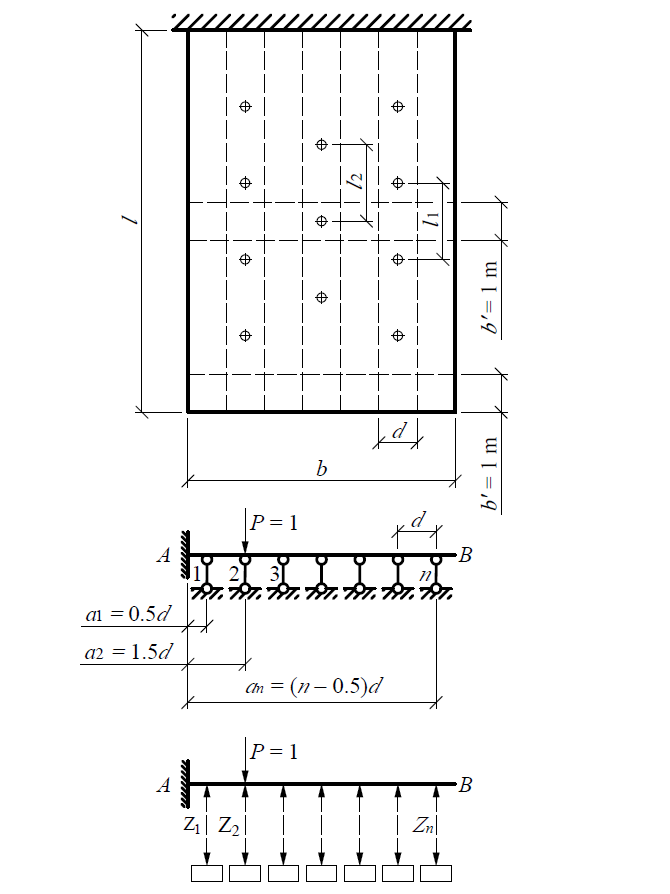 l
l2
l1
b′ = 1 m
d
b
b′ = 1 m
P = 1
d
A
B
1 2 3 n
a1 = 0.5d
a2 = 1.5d
an = (n – 0.5)d
P = 1
A
B
Z1 Z2 Zn